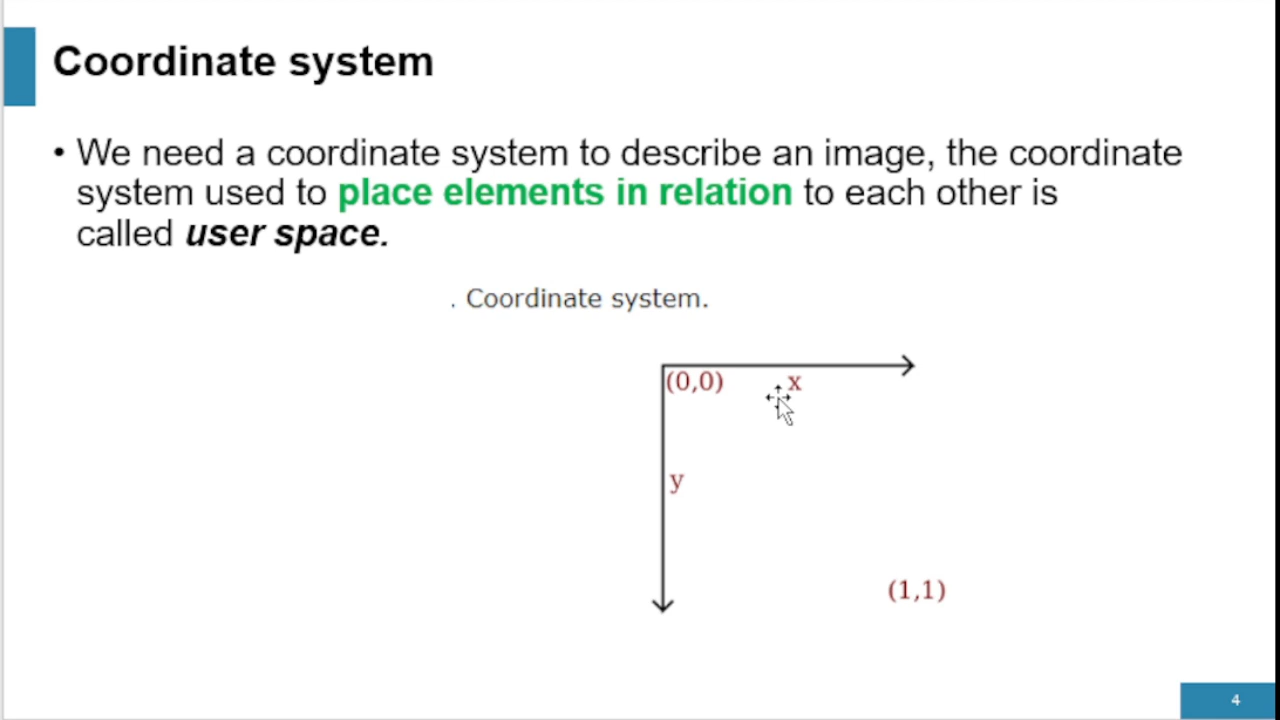 Coordinate system
• We need a coordinate system to describe an image, the coordinate
system used to place elements in relation to each other is
called user space.
. Coordinate system.
(0,0) x
y
(1,1)
4